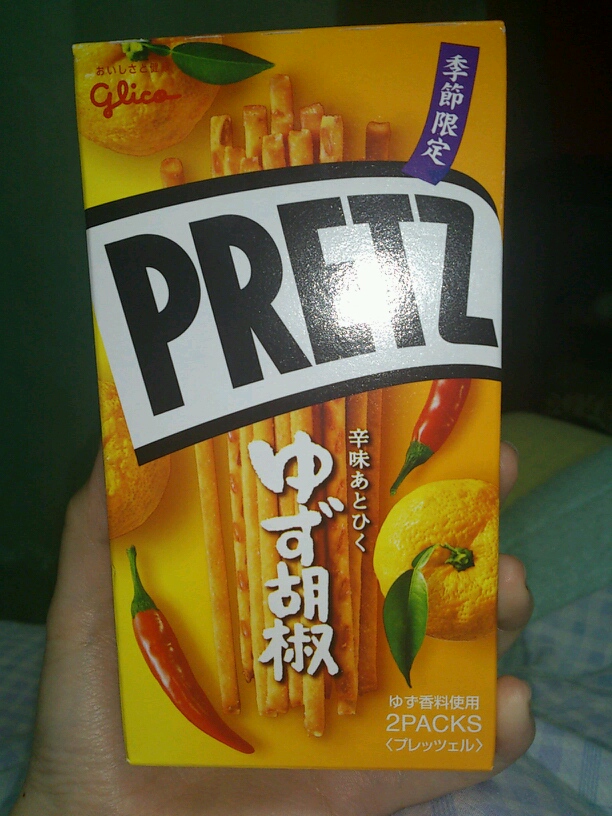 おいしさと健康
Glico
季節限定
PRETZ
辛味あとひく
ゆず胡椒
ゆず香料使用
2PACKS
〈プレッツェル〉